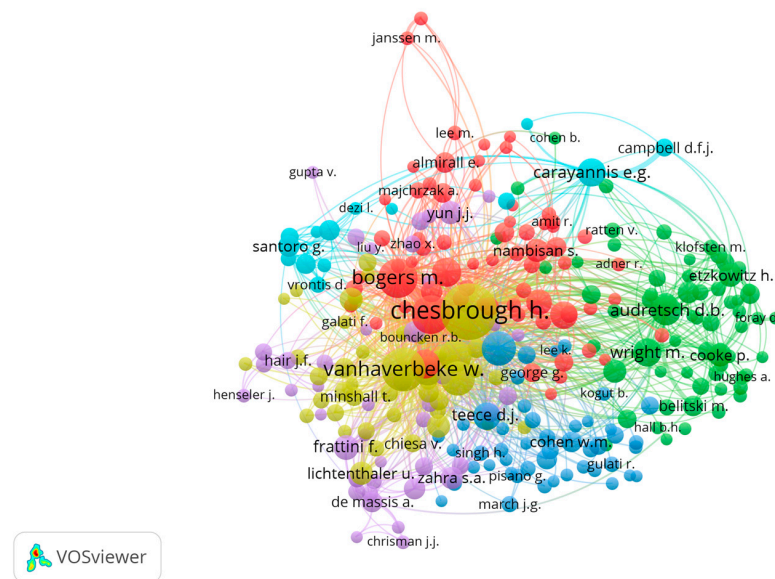 janssen m.
lee m.
cohen b.
campbell d.f.j.
almirall e.
gupta v.
carayannis e.g.
majchrzak a.
dezi l.
yun j.j.
amit r.
ratten v.
santoro g.
liu y.
zhao x.
nambisan s.
klofsten m.
adner r.
etzkowitz h.
bogers m.
vrontis d.
chesbrough h.
audretsch d.b.
foray d
galati f.
bouncken r.b.
lee k.
wright m.
cooke p.
hair j.f.
vanhaverbeke w.
george g.
hughes a.
henseler j.
minshall t.
kogut b.
belitski m.
teece d.j.
hall b.h.
frattini f.
chiesa v.
cohen w.m.
singh h.
gulati r.
lichtenthaler u.
zahra s.a.
pisano g.
de massis a.
march j.g.
chrisman j.j.
VOSviewer